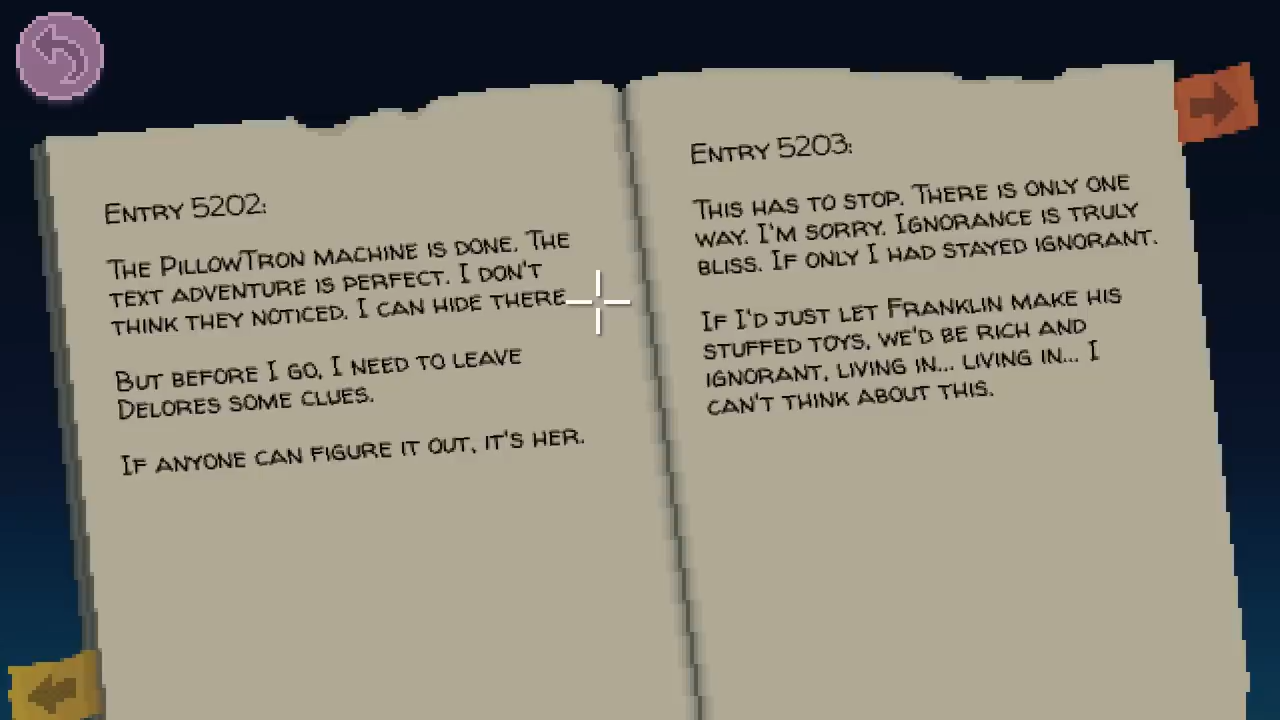 Entry 5202:
The PillowTron machine is done. The
text adventure is perfect. I don't
think they noticed. I can hide there
But before I go, I need to leave
Delores some clues.
If anyone can figure it out, it's her.
Entry 5203:
This has to stop. There is only one
way. I'm sorry. Ignorance is truly
bliss. If only I had stayed ignorant.
If I'd just let Franklin make his
stuffed toys, we'd be rich and
ignorant, living in... living in... I
can't think about this.